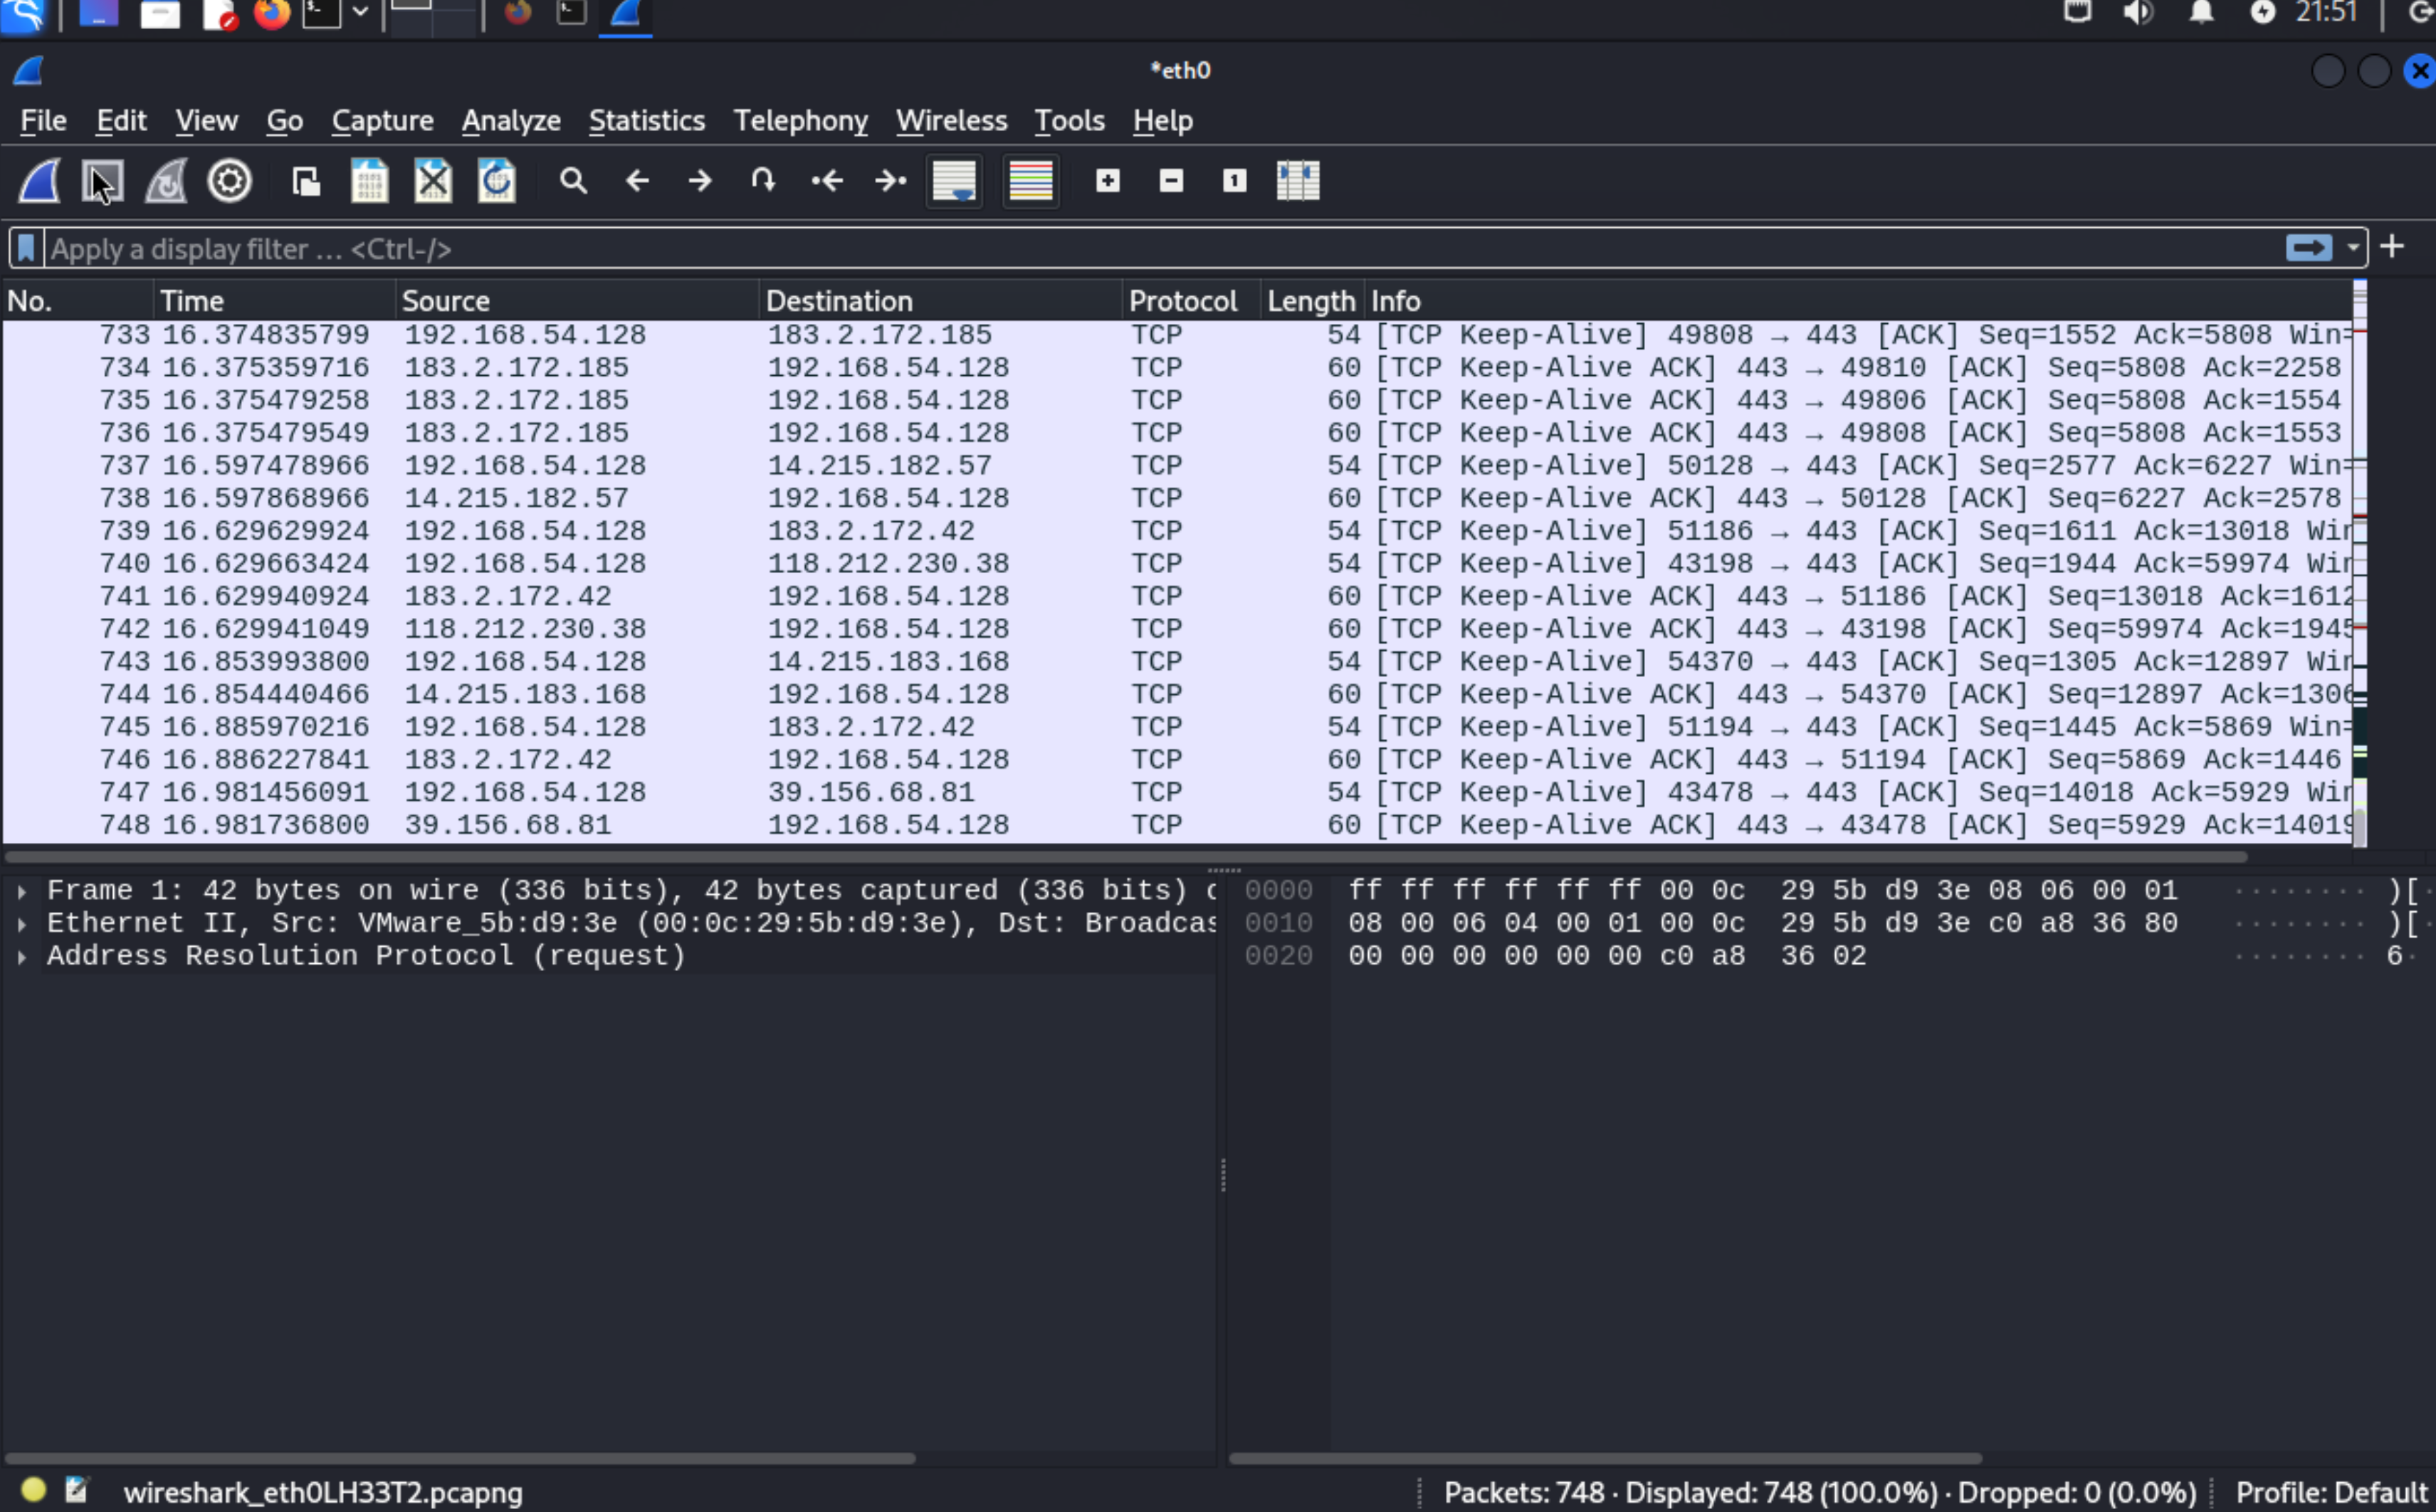 21:51
*eth0
File Edit View Go Capture Analyze Statistics Telephony Wireless Tools Help
Apply a display filter … <Ctrl-/>
No. Time Source Destination Protocol Length Info
733 16.374835799 192.168.54.128 183.2.172.185 TCP 54 [TCP Keep-Alive] 49808 → 443 [ACK] Seq=1552 Ack=5808 Win=
734 16.375359716 183.2.172.185 192.168.54.128 TCP 60 [TCP Keep-Alive ACK] 443 → 49810 [ACK] Seq=5808 Ack=2258
735 16.375479258 183.2.172.185 192.168.54.128 TCP 60 [TCP Keep-Alive ACK] 443 → 49806 [ACK] Seq=5808 Ack=1554
736 16.375479549 183.2.172.185 192.168.54.128 TCP 60 [TCP Keep-Alive ACK] 443 → 49808 [ACK] Seq=5808 Ack=1553
737 16.597478966 192.168.54.128 14.215.182.57 TCP 54 [TCP Keep-Alive] 50128 → 443 [ACK] Seq=2577 Ack=6227 Win=
738 16.597868966 14.215.182.57 192.168.54.128 TCP 60 [TCP Keep-Alive ACK] 443 → 50128 [ACK] Seq=6227 Ack=2578
739 16.629629924 192.168.54.128 183.2.172.42 TCP 54 [TCP Keep-Alive] 51186 → 443 [ACK] Seq=1611 Ack=13018 Win
740 16.629663424 192.168.54.128 118.212.230.38 TCP 54 [TCP Keep-Alive] 43198 → 443 [ACK] Seq=1944 Ack=59974 Win
741 16.629940924 183.2.172.42 192.168.54.128 TCP 60 [TCP Keep-Alive ACK] 443 → 51186 [ACK] Seq=13018 Ack=1612
742 16.629941049 118.212.230.38 192.168.54.128 TCP 60 [TCP Keep-Alive ACK] 443 → 43198 [ACK] Seq=59974 Ack=1945
743 16.853993800 192.168.54.128 14.215.183.168 TCP 54 [TCP Keep-Alive] 54370 → 443 [ACK] Seq=1305 Ack=12897 Win
744 16.854440466 14.215.183.168 192.168.54.128 TCP 60 [TCP Keep-Alive ACK] 443 → 54370 [ACK] Seq=12897 Ack=1306
745 16.885970216 192.168.54.128 183.2.172.42 TCP 54 [TCP Keep-Alive] 51194 → 443 [ACK] Seq=1445 Ack=5869 Win=
746 16.886227841 183.2.172.42 192.168.54.128 TCP 60 [TCP Keep-Alive ACK] 443 → 51194 [ACK] Seq=5869 Ack=1446
747 16.981456091 192.168.54.128 39.156.68.81 TCP 54 [TCP Keep-Alive] 43478 → 443 [ACK] Seq=14018 Ack=5929 Win
748 16.981736800 39.156.68.81 192.168.54.128 TCP 60 [TCP Keep-Alive ACK] 443 → 43478 [ACK] Seq=5929 Ack=14019
Frame 1: 42 bytes on wire (336 bits), 42 bytes captured (336 bits) o
Ethernet II, Src: VMware_5b:d9:3e (00:0c:29:5b:d9:3e), Dst: Broadcas
Address Resolution Protocol (request)
0000 ff ff ff ff ff ff 00 0c 29 5b d9 3e 08 06 00 01 ········ )[·
0010 08 00 06 04 00 01 00 0c 29 5b d9 3e c0 a8 36 80 ········ )[·
0020 00 00 00 00 00 00 c0 a8 36 02 ········ 6·
wireshark_eth0LH33T2.pcapng
Packets: 748 · Displayed: 748 (100.0%) · Dropped: 0 (0.0%)
Profile: Default